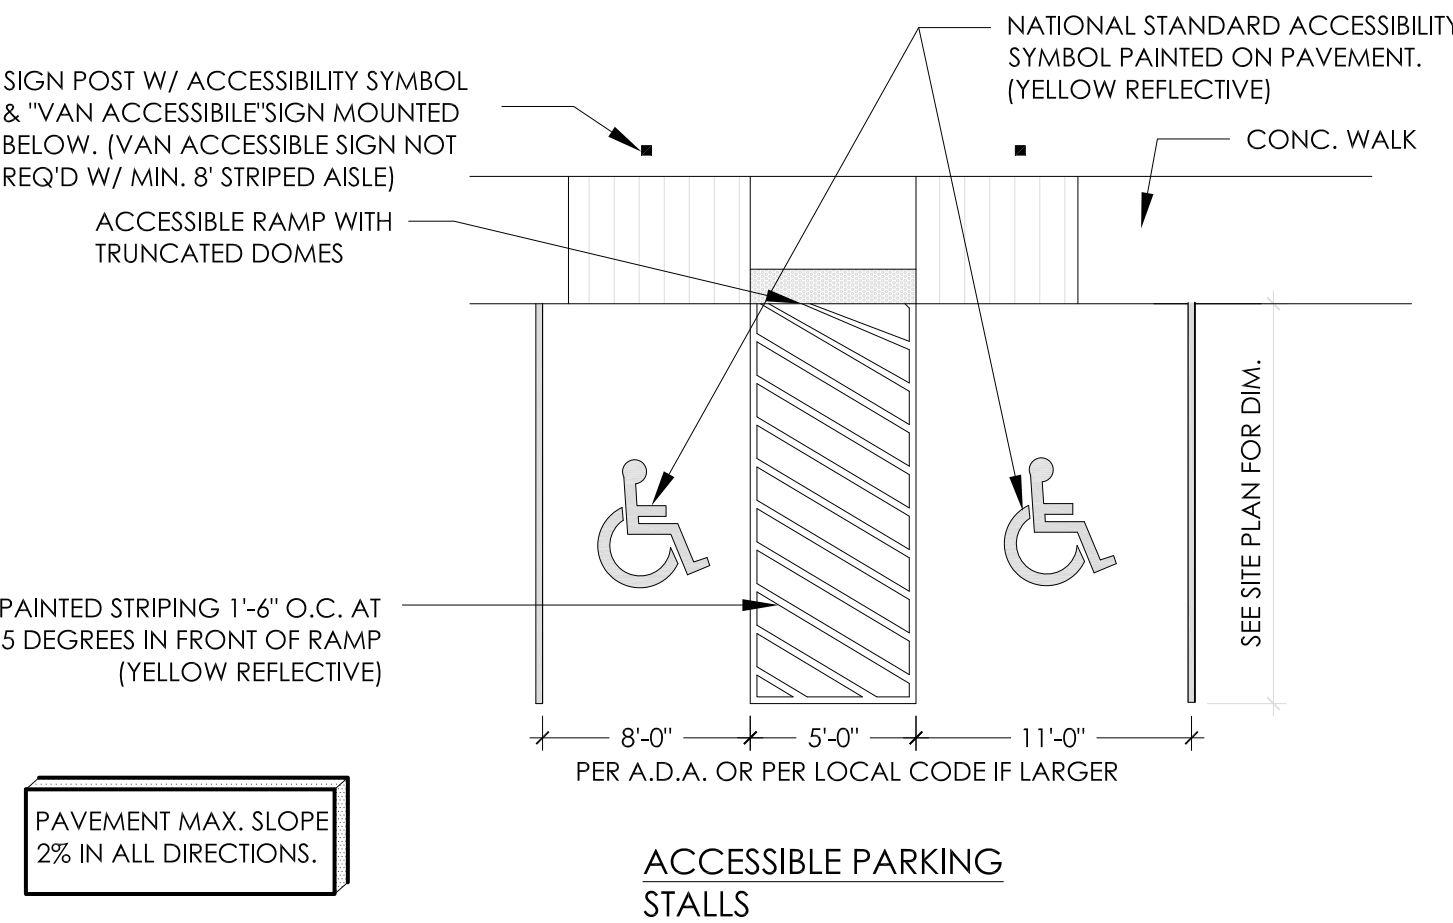 NATIONAL STANDARD ACCESSIBILITY
SYMBOL PAINTED ON PAVEMENT.
(YELLOW REFLECTIVE)
SIGN POST W/ ACCESSIBILITY SYMBOL
& "VAN ACCESSIBILE"SIGN MOUNTED
BELOW. (VAN ACCESSIBLE SIGN NOT
REQ'D W/ MIN. 8' STRIPED AISLE)
CONC. WALK
ACCESSIBLE RAMP WITH
TRUNCATED DOMES
SEE SITE PLAN FOR DIM.
PAINTED STRIPING 1'-6" O.C. AT
5 DEGREES IN FRONT OF RAMP
(YELLOW REFLECTIVE)
8'-0" 5'-0" 11'-0"
PER A.D.A. OR PER LOCAL CODE IF LARGER
PAVEMENT MAX. SLOPE
2% IN ALL DIRECTIONS.
ACCESSIBLE PARKING
STALLS